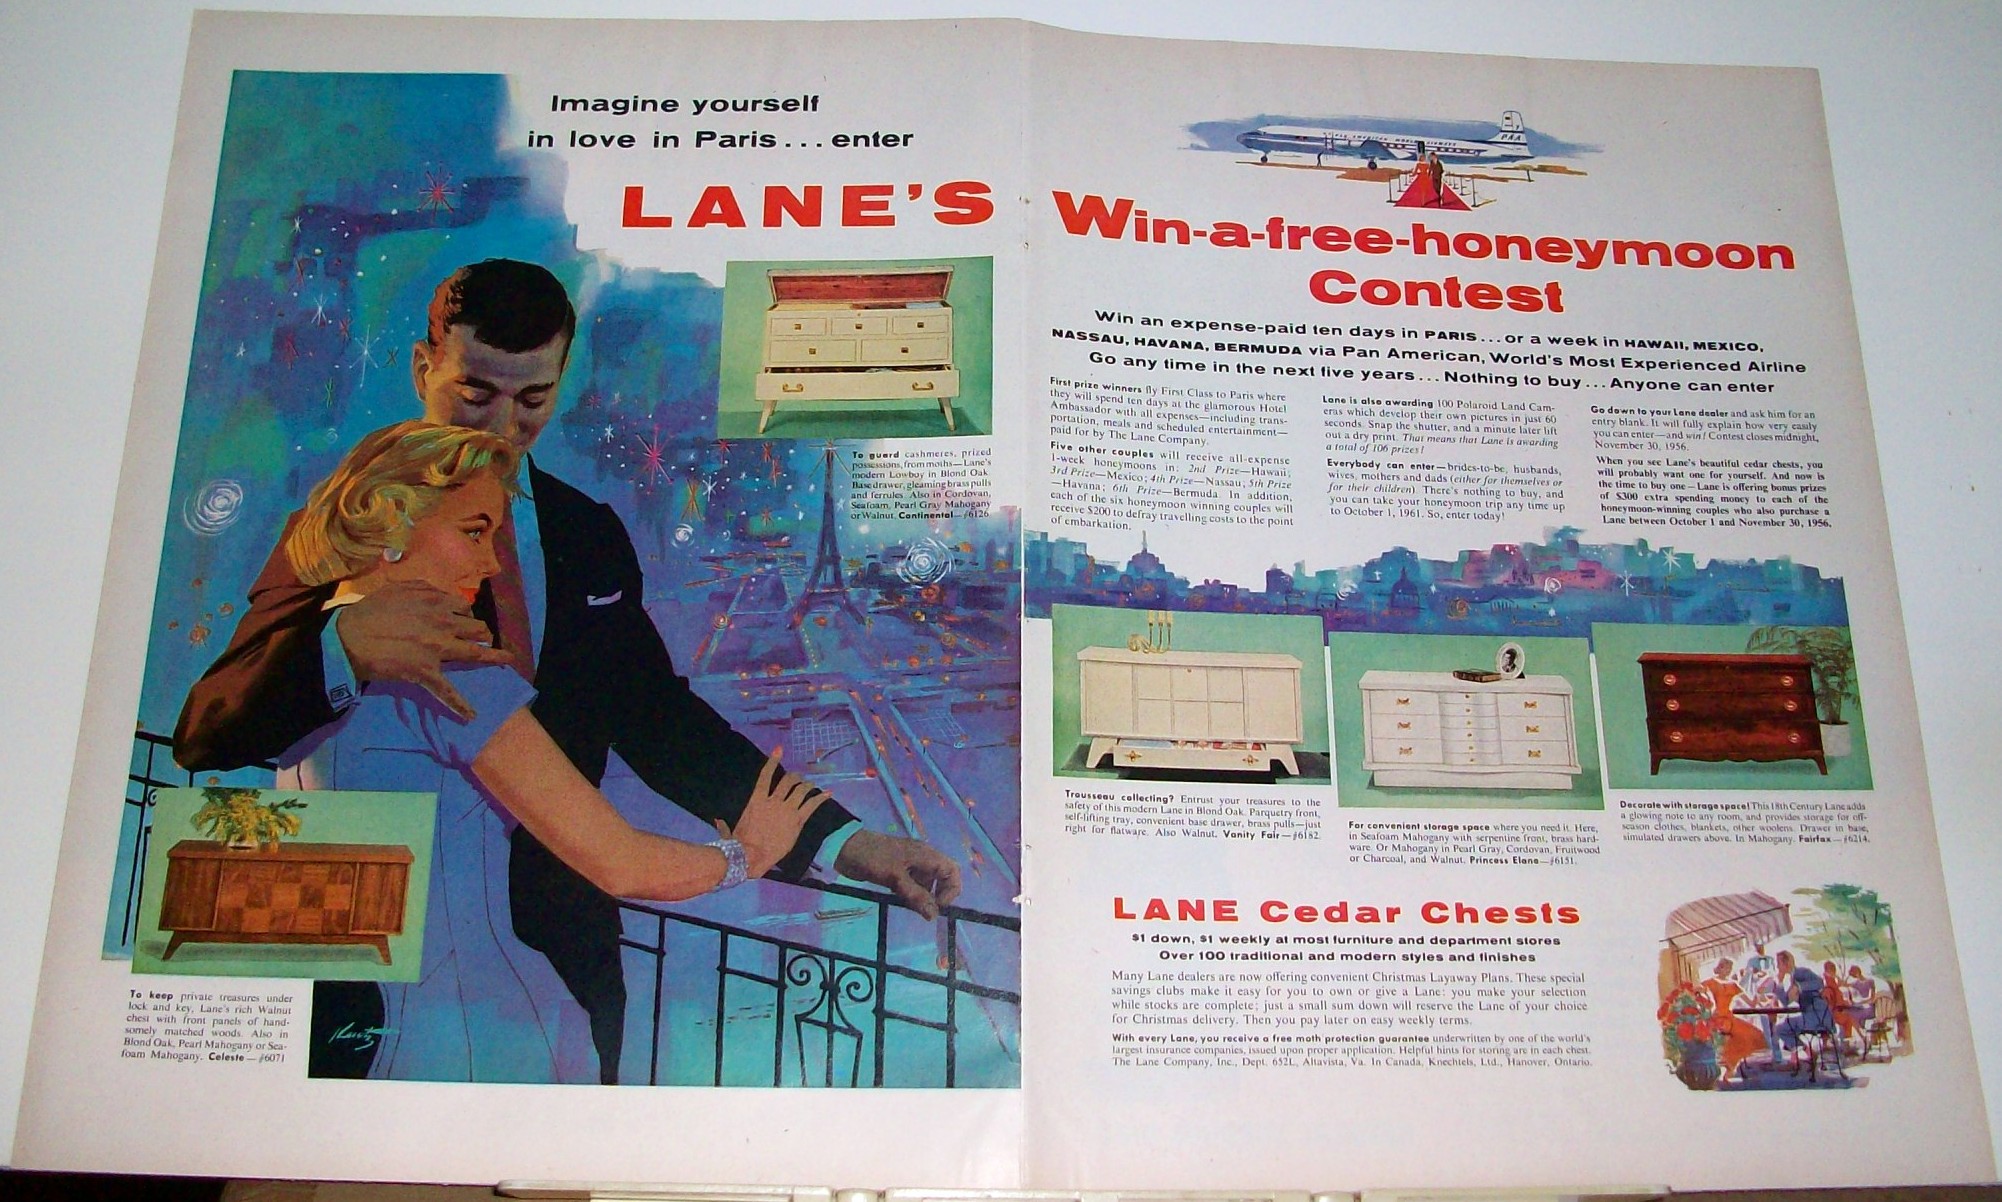 Imagine yourself
in love in Paris...enter
LANE'S
To guard cashmeres, prized
possessions, from moths—Lane's
modern Lowboy in Blond Oak.
Base drawer, gleaming brass pulls
and ferrules. Also in Cordovan,
Seafoam, Pearl Gray Mahogany
or Walnut. Continental—#6126
To keep private treasures under
lock and key, Lane's rich Walnut
chest with front panels of hand-
somely matched woods. Also in
Blond Oak, Pearl Mahogany or Sea-
foam Mahogany. Celeste—#6071
PAN AMERICAN WORLD AIRWAYS
PAA
Win-a-free-honeymoon
Contest
Win an expense-paid ten days in PARIS...or a week in HAWAII, MEXICO,
NASSAU, HAVANA, BERMUDA via Pan American, World's Most Experienced Airline
Go any time in the next five years...Nothing to buy...Anyone can enter
First prize winners fly First Class to Paris where
they will spend ten days at the glamorous Hotel
Ambassador with all expenses—including trans-
portation, meals and scheduled entertainment—
paid for by The Lane Company.
Five other couples will receive all-expense
1-week honeymoons in: 2nd Prize—Hawaii;
3rd Prize—Mexico; 4th Prize—Nassau; 5th Prize
—Havana; 6th Prize—Bermuda. In addition,
each of the six honeymoon winning couples will
receive $200 to defray travelling costs to the point
of embarkation.
Lane is also awarding 100 Polaroid Land Cam-
eras which develop their own pictures in just 60
seconds. Snap the shutter, and a minute later lift
out a dry print. That means that Lane is awarding
a total of 106 prizes!
Everybody can enter—brides-to-be, husbands,
wives, mothers and dads (either for themselves or
for their children). There's nothing to buy, and
you can take your honeymoon trip any time up
to October 1, 1961. So, enter today!
Go down to your Lane dealer and ask him for an
entry blank. It will fully explain how very easily
you can enter—and win! Contest closes midnight,
November 30, 1956.
When you see Lane's beautiful cedar chests, you
will probably want one for yourself. And now is
the time to buy one—Lane is offering bonus prizes
of $300 extra spending money to each of the
honeymoon-winning couples who also purchase a
Lane between October 1 and November 30, 1956.
Trousseau collecting? Entrust your treasures to the
safety of this modern Lane in Blond Oak. Parquetry front,
self-lifting tray, convenient base drawer, brass pulls—just
right for flatware. Also Walnut. Vanity Fair—#6182
For convenient storage space where you need it. Here,
in Seafoam Mahogany with serpentine front, brass hard-
ware. Or Mahogany in Pearl Gray, Cordovan, Fruitwood
or Charcoal, and Walnut. Princess Elane—#6151.
Decorate with storage space! This 18th Century Lane adds
a glowing note to any room, and provides storage for off-
season clothes, blankets, other woolens. Drawer in base,
simulated drawers above. In Mahogany. Fairfax—#6214.
LANE Cedar Chests
$1 down, $1 weekly at most furniture and department stores
Over 100 traditional and modern styles and finishes
Many Lane dealers are now offering convenient Christmas Layaway Plans. These special
savings clubs make it easy for you to own or give a Lane: you make your selection
while stocks are complete; just a small sum down will reserve the Lane of your choice
for Christmas delivery. Then you pay later on easy weekly terms.
With every Lane, you receive a free moth protection guarantee underwritten by one of the world's
largest insurance companies, issued upon proper application. Helpful hints for storing are in each chest.
The Lane Company, Inc., Dept. 652L, Altavista, Va. In Canada, Knechtels, Ltd., Hanover, Ontario.